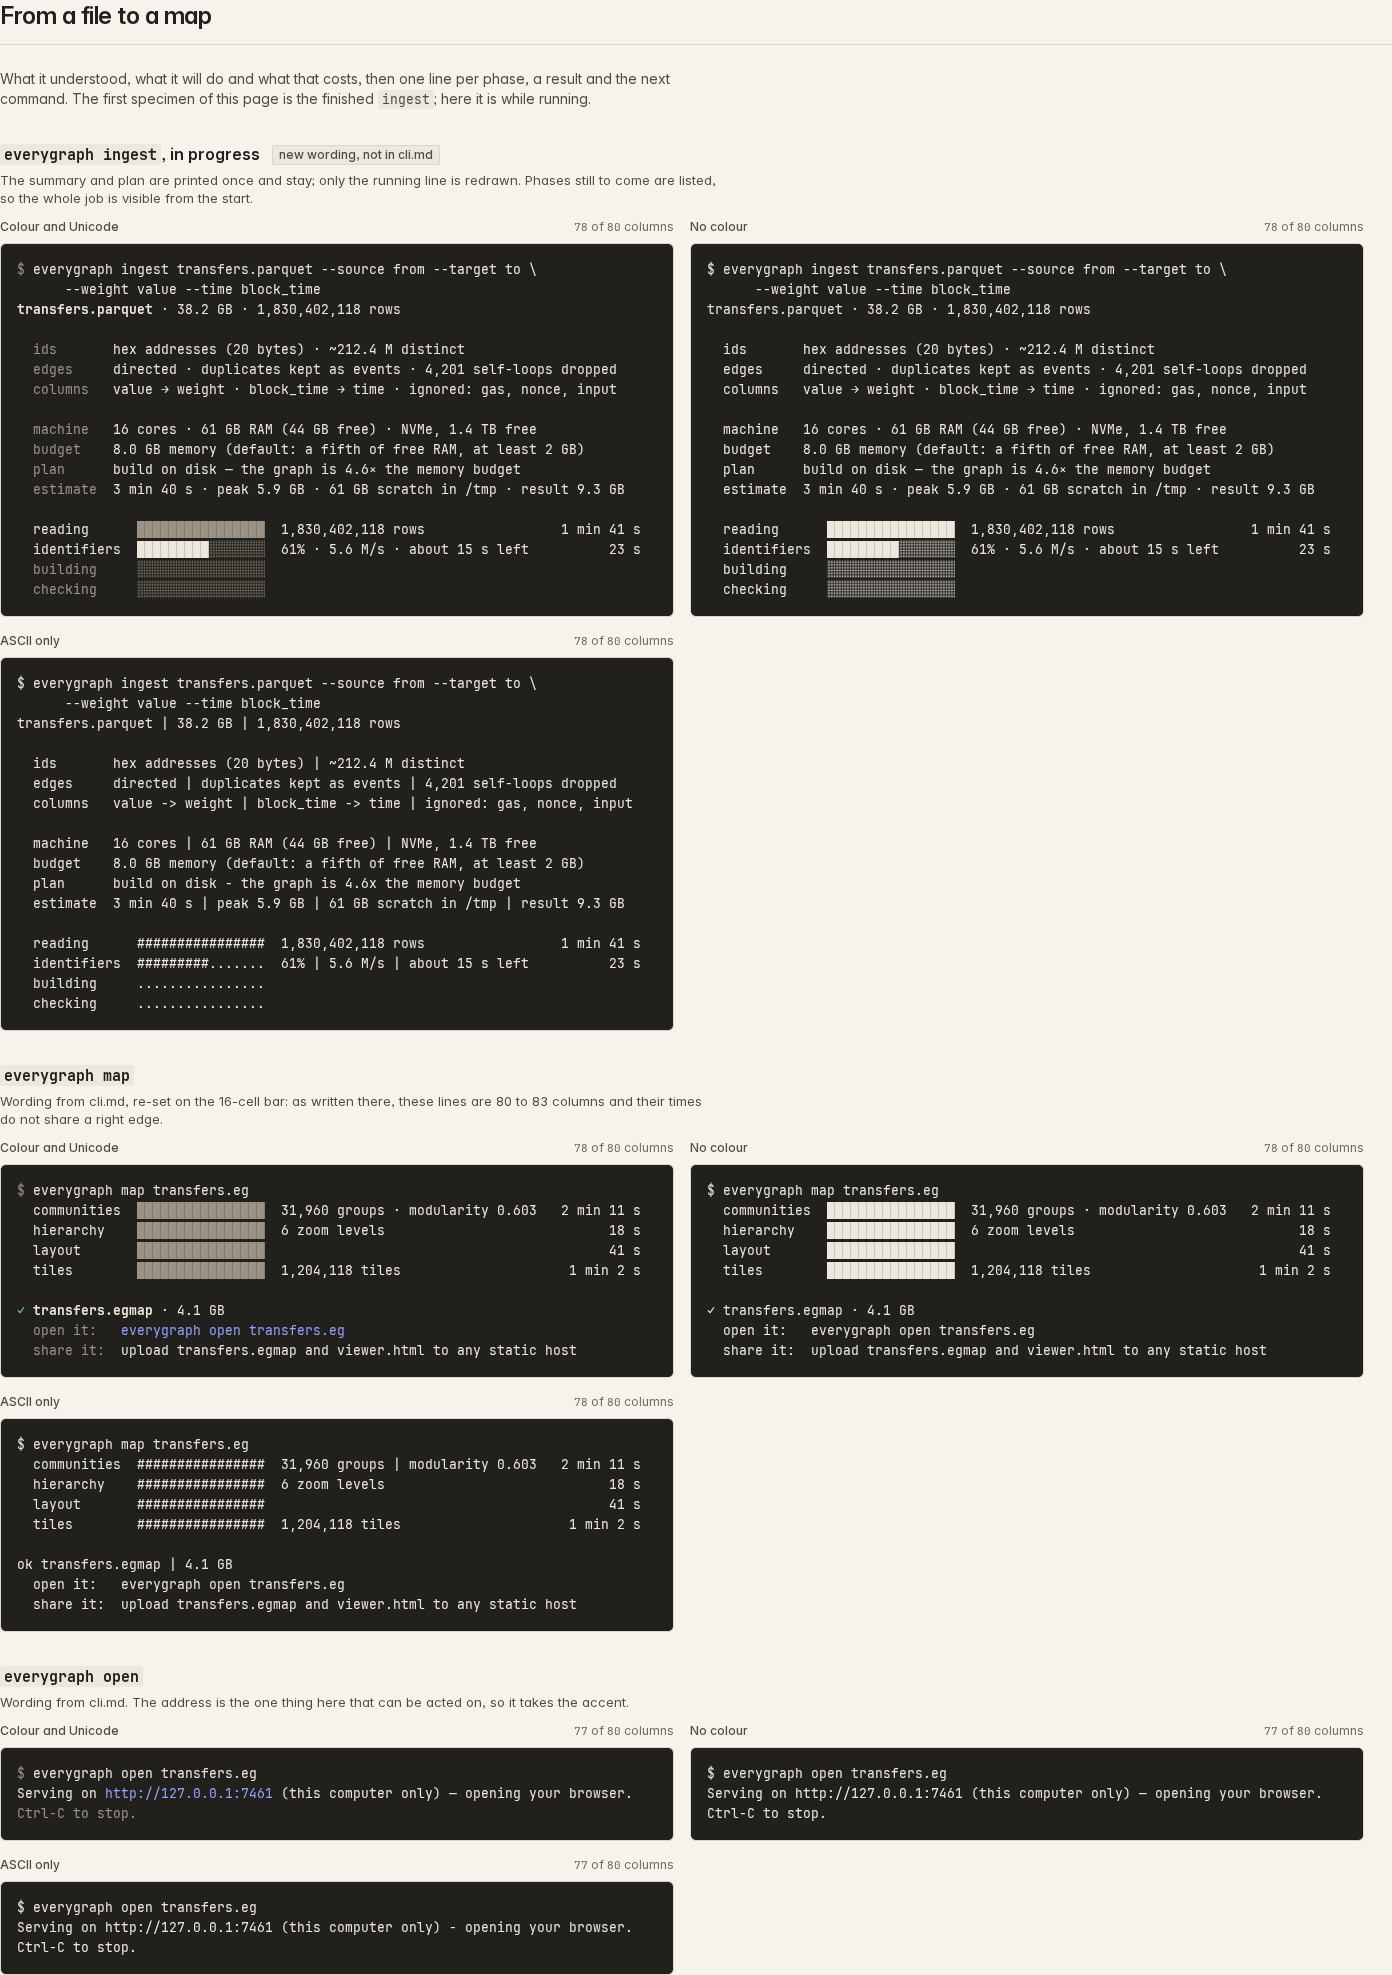 From a file to a map
What it understood, what it will do and what that costs, then one line per phase, a result and the next
command. The first specimen of this page is the finished ingest; here it is while running.
everygraph ingest, in progress new wording, not in cli.md
The summary and plan are printed once and stay; only the running line is redrawn. Phases still to come are listed,
so the whole job is visible from the start.
Colour and Unicode 78 of 80 columns
$ everygraph ingest transfers.parquet --source from --target to \
--weight value --time block_time
transfers.parquet · 38.2 GB · 1,830,402,118 rows
ids hex addresses (20 bytes) · ~212.4 M distinct
edges directed · duplicates kept as events · 4,201 self-loops dropped
columns value → weight · block_time → time · ignored: gas, nonce, input
machine 16 cores · 61 GB RAM (44 GB free) · NVMe, 1.4 TB free
budget 8.0 GB memory (default: a fifth of free RAM, at least 2 GB)
plan build on disk — the graph is 4.6× the memory budget
estimate 3 min 40 s · peak 5.9 GB · 61 GB scratch in /tmp · result 9.3 GB
reading 1,830,402,118 rows 1 min 41 s
identifiers 61% · 5.6 M/s · about 15 s left 23 s
building
checking
No colour 78 of 80 columns
$ everygraph ingest transfers.parquet --source from --target to \
--weight value --time block_time
transfers.parquet · 38.2 GB · 1,830,402,118 rows
ids hex addresses (20 bytes) · ~212.4 M distinct
edges directed · duplicates kept as events · 4,201 self-loops dropped
columns value → weight · block_time → time · ignored: gas, nonce, input
machine 16 cores · 61 GB RAM (44 GB free) · NVMe, 1.4 TB free
budget 8.0 GB memory (default: a fifth of free RAM, at least 2 GB)
plan build on disk — the graph is 4.6× the memory budget
estimate 3 min 40 s · peak 5.9 GB · 61 GB scratch in /tmp · result 9.3 GB
reading 1,830,402,118 rows 1 min 41 s
identifiers 61% · 5.6 M/s · about 15 s left 23 s
building
checking
ASCII only 78 of 80 columns
$ everygraph ingest transfers.parquet --source from --target to \
--weight value --time block_time
transfers.parquet | 38.2 GB | 1,830,402,118 rows
ids hex addresses (20 bytes) | ~212.4 M distinct
edges directed | duplicates kept as events | 4,201 self-loops dropped
columns value -> weight | block_time -> time | ignored: gas, nonce, input
machine 16 cores | 61 GB RAM (44 GB free) | NVMe, 1.4 TB free
budget 8.0 GB memory (default: a fifth of free RAM, at least 2 GB)
plan build on disk - the graph is 4.6x the memory budget
estimate 3 min 40 s | peak 5.9 GB | 61 GB scratch in /tmp | result 9.3 GB
reading ################ 1,830,402,118 rows 1 min 41 s
identifiers #########....... 61% | 5.6 M/s | about 15 s left 23 s
building ................
checking ................
everygraph map
Wording from cli.md, re-set on the 16-cell bar: as written there, these lines are 80 to 83 columns and their times
do not share a right edge.
Colour and Unicode 78 of 80 columns
$ everygraph map transfers.eg
communities 31,960 groups · modularity 0.603 2 min 11 s
hierarchy 6 zoom levels 18 s
layout 41 s
tiles 1,204,118 tiles 1 min 2 s
✓ transfers.egmap · 4.1 GB
open it: everygraph open transfers.eg
share it: upload transfers.egmap and viewer.html to any static host
No colour 78 of 80 columns
$ everygraph map transfers.eg
communities 31,960 groups · modularity 0.603 2 min 11 s
hierarchy 6 zoom levels 18 s
layout 41 s
tiles 1,204,118 tiles 1 min 2 s
✓ transfers.egmap · 4.1 GB
open it: everygraph open transfers.eg
share it: upload transfers.egmap and viewer.html to any static host
ASCII only 78 of 80 columns
$ everygraph map transfers.eg
communities ################ 31,960 groups | modularity 0.603 2 min 11 s
hierarchy ################ 6 zoom levels 18 s
layout ################ 41 s
tiles ################ 1,204,118 tiles 1 min 2 s
ok transfers.egmap | 4.1 GB
open it: everygraph open transfers.eg
share it: upload transfers.egmap and viewer.html to any static host
everygraph open
Wording from cli.md. The address is the one thing here that can be acted on, so it takes the accent.
Colour and Unicode 77 of 80 columns
$ everygraph open transfers.eg
Serving on http://127.0.0.1:7461 (this computer only) — opening your browser.
Ctrl-C to stop.
No colour 77 of 80 columns
$ everygraph open transfers.eg
Serving on http://127.0.0.1:7461 (this computer only) — opening your browser.
Ctrl-C to stop.
ASCII only 77 of 80 columns
$ everygraph open transfers.eg
Serving on http://127.0.0.1:7461 (this computer only) - opening your browser.
Ctrl-C to stop.